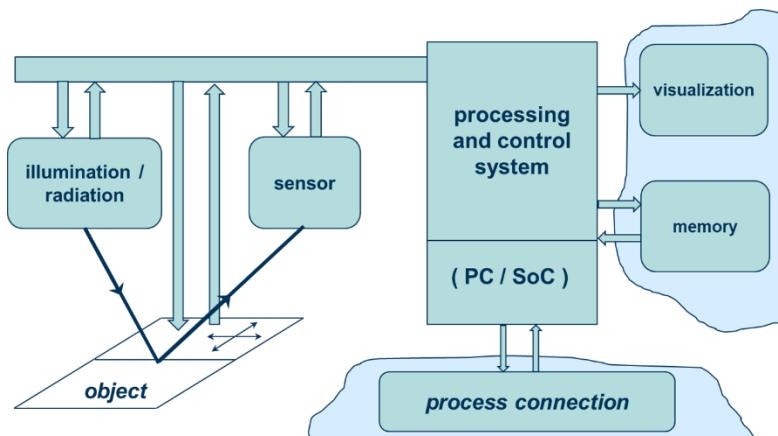 illumination /
radiation
sensor
object
processing
and control
system
( PC / SoC )
visualization
memory
process connection